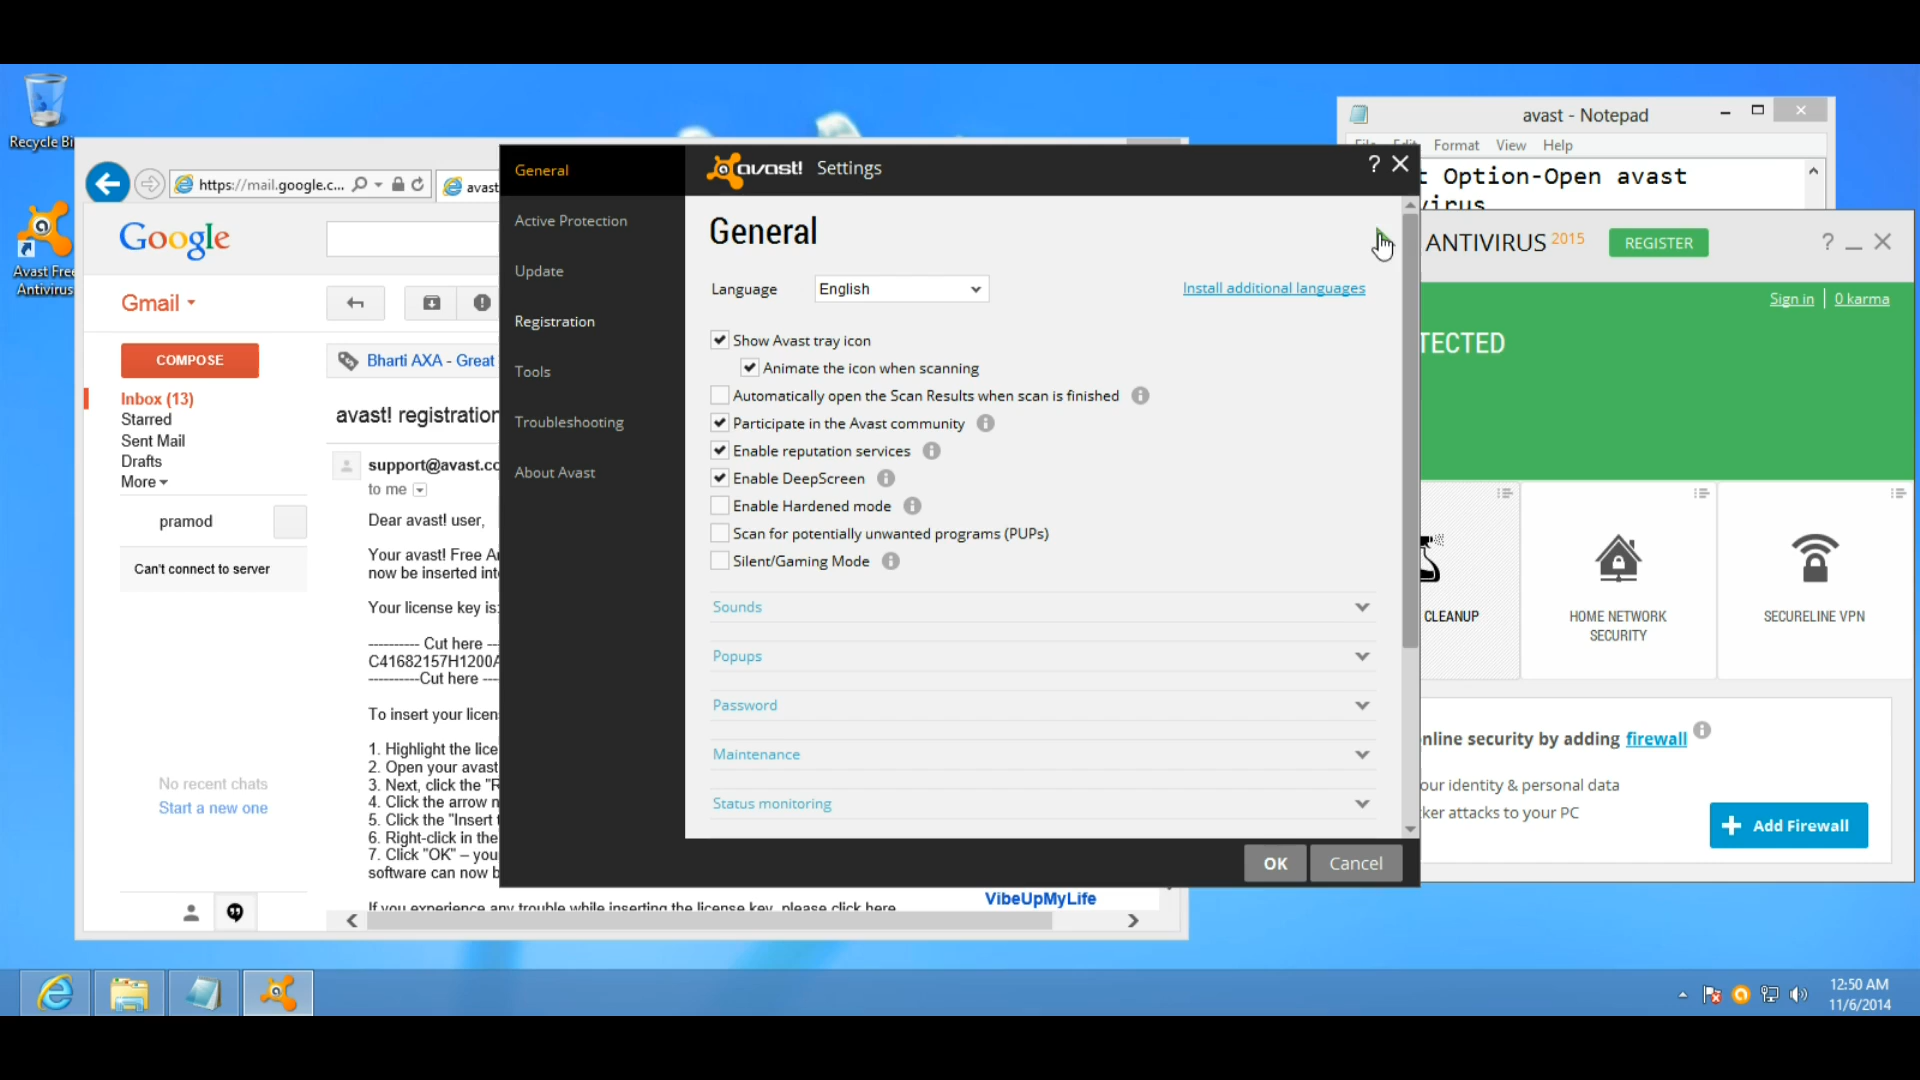 Recycle Bi
Avast Free
Antivirus
https://mail.google.c...
avast
Google
Gmail
COMPOSE
Inbox (13)
Starred
Sent Mail
Drafts
More
pramod
Can't connect to server
No recent chats
Start a new one
Bharti AXA - Great
avast! registration
support@avast.co
to me
Dear avast! user,
Your avast! Free A
now be inserted int
Your license key is:
---------- Cut here --
C41682157H1200A
----------Cut here ---
To insert your licen
1. Highlight the lice
2. Open your avast
3. Next, click the "R
4. Click the arrow n
5. Click the "Insert
6. Right-click in the
7. Click "OK" – you
software can now b
If you experience any trouble while inserting the license key, please click here
VibeUpMyLife
General
Active Protection
Update
Registration
Tools
Troubleshooting
About Avast
avast! Settings
?
General
Language English Install additional languages
Show Avast tray icon
Animate the icon when scanning
Automatically open the Scan Results when scan is finished
Participate in the Avast community
Enable reputation services
Enable DeepScreen
Enable Hardened mode
Scan for potentially unwanted programs (PUPs)
Silent/Gaming Mode
Sounds
Popups
Password
Maintenance
Status monitoring
OK Cancel
avast - Notepad
File Edit Format View Help
t Option-Open avast
virus
ANTIVIRUS 2015 REGISTER ?
Sign in 0 karma
TECTED
CLEANUP
HOME NETWORK
SECURITY
SECURELINE VPN
nline security by adding firewall
our identity & personal data
ker attacks to your PC
Add Firewall
12:50 AM
11/6/2014